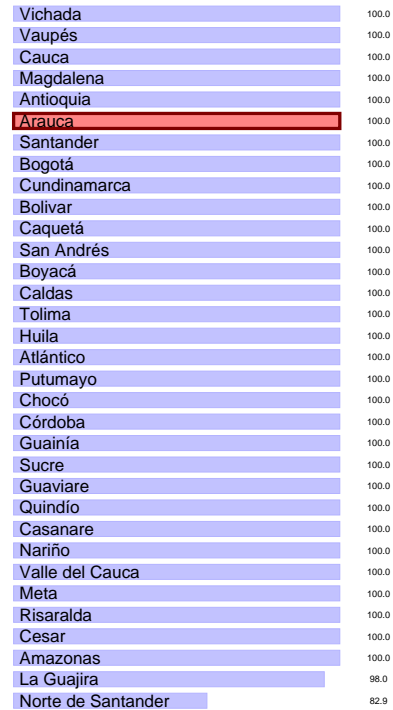 Vichada 100.0
Vaupés 100.0
Cauca 100.0
Magdalena 100.0
Antioquia 100.0
Arauca 100.0
Santander 100.0
Bogotá 100.0
Cundinamarca 100.0
Bolivar 100.0
Caquetá 100.0
San Andrés 100.0
Boyacá 100.0
Caldas 100.0
Tolima 100.0
Huila 100.0
Atlántico 100.0
Putumayo 100.0
Chocó 100.0
Córdoba 100.0
Guainía 100.0
Sucre 100.0
Guaviare 100.0
Quindío 100.0
Casanare 100.0
Nariño 100.0
Valle del Cauca 100.0
Meta 100.0
Risaralda 100.0
Cesar 100.0
Amazonas 100.0
La Guajira 98.0
Norte de Santander 82.9